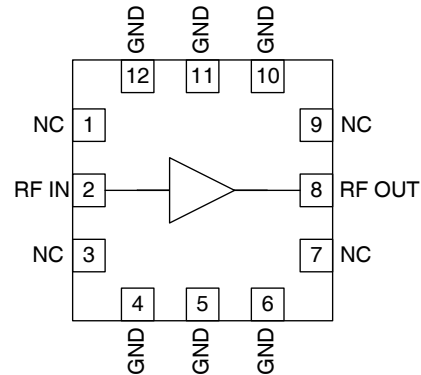 GND GND GND
12 11 10
NC 1 9 NC
RF IN 2 8 RF OUT
NC 3 7 NC
4 5 6
GND GND GND